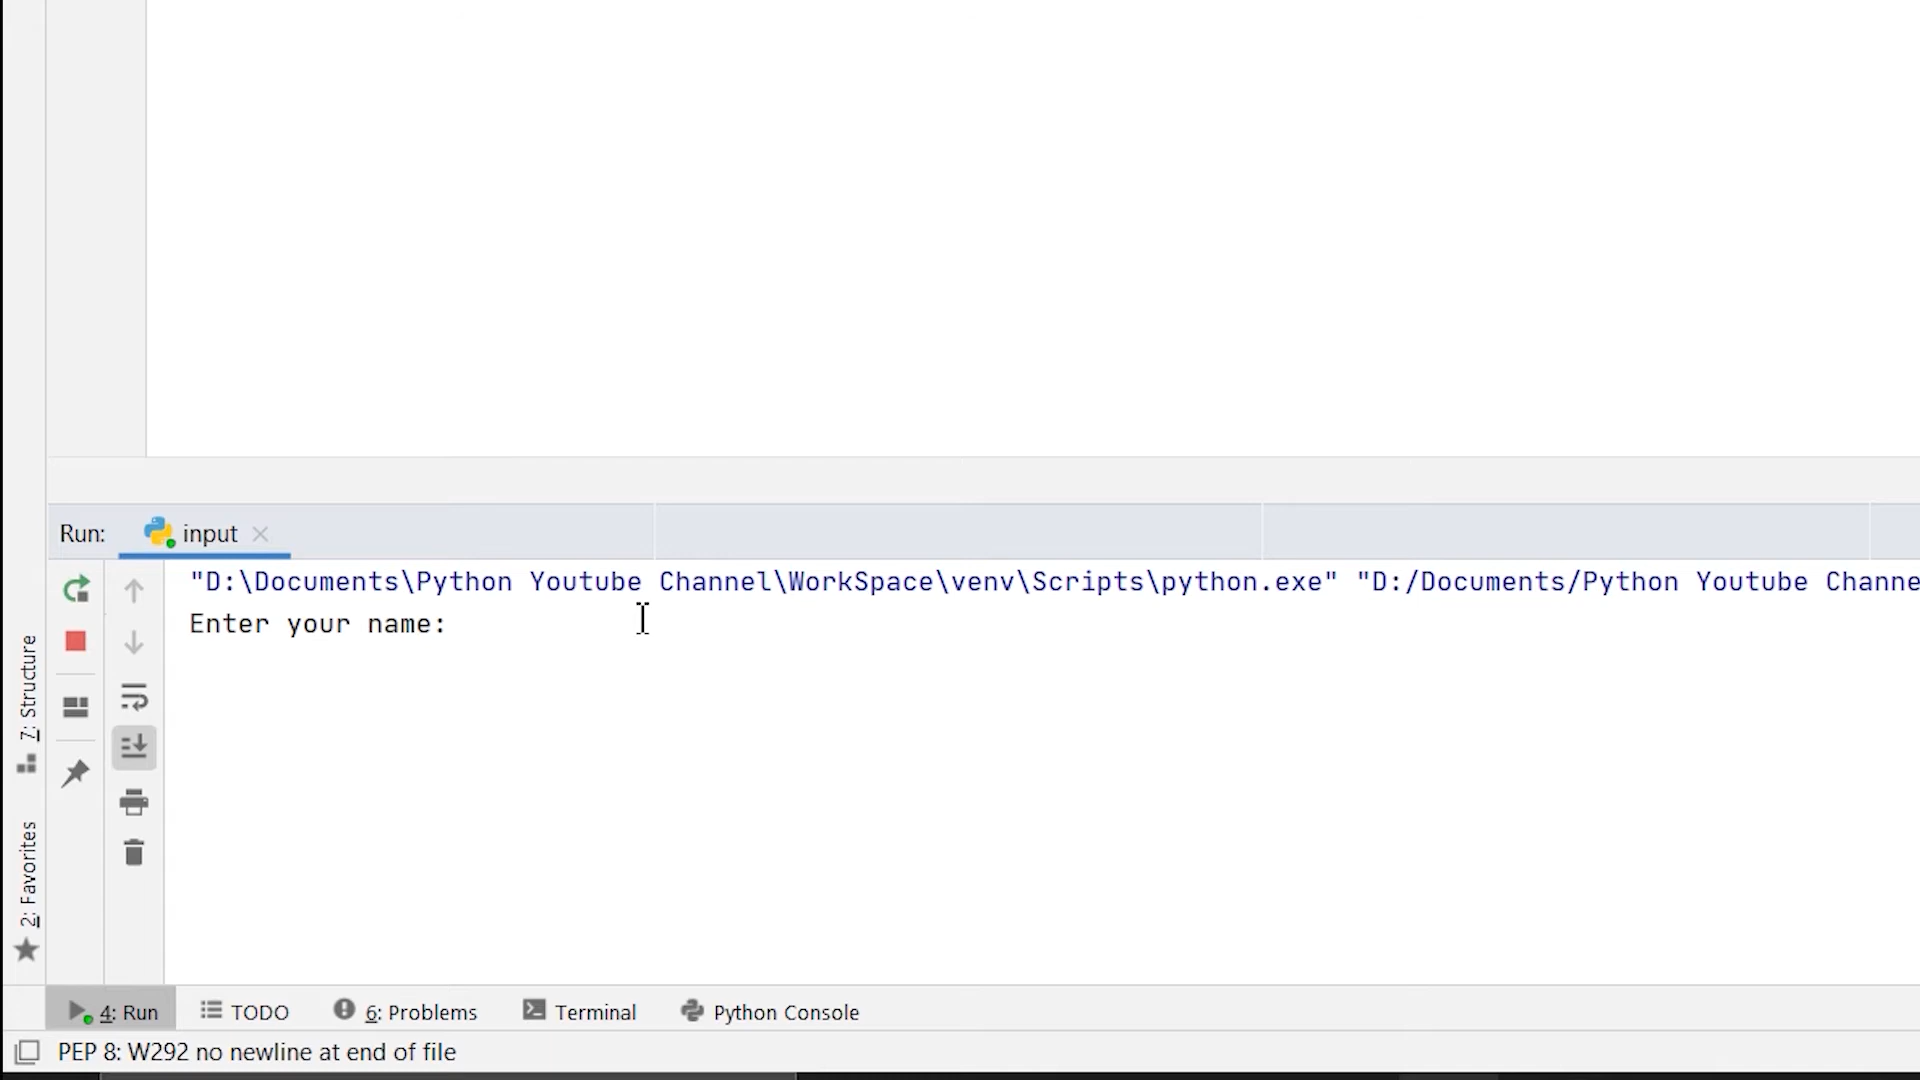 Run: input
"D:\Documents\Python Youtube Channel\WorkSpace\venv\Scripts\python.exe" "D:/Documents/Python Youtube Channe
Enter your name:
7: Structure
2: Favorites
4: Run TODO 6: Problems Terminal Python Console
PEP 8: W292 no newline at end of file